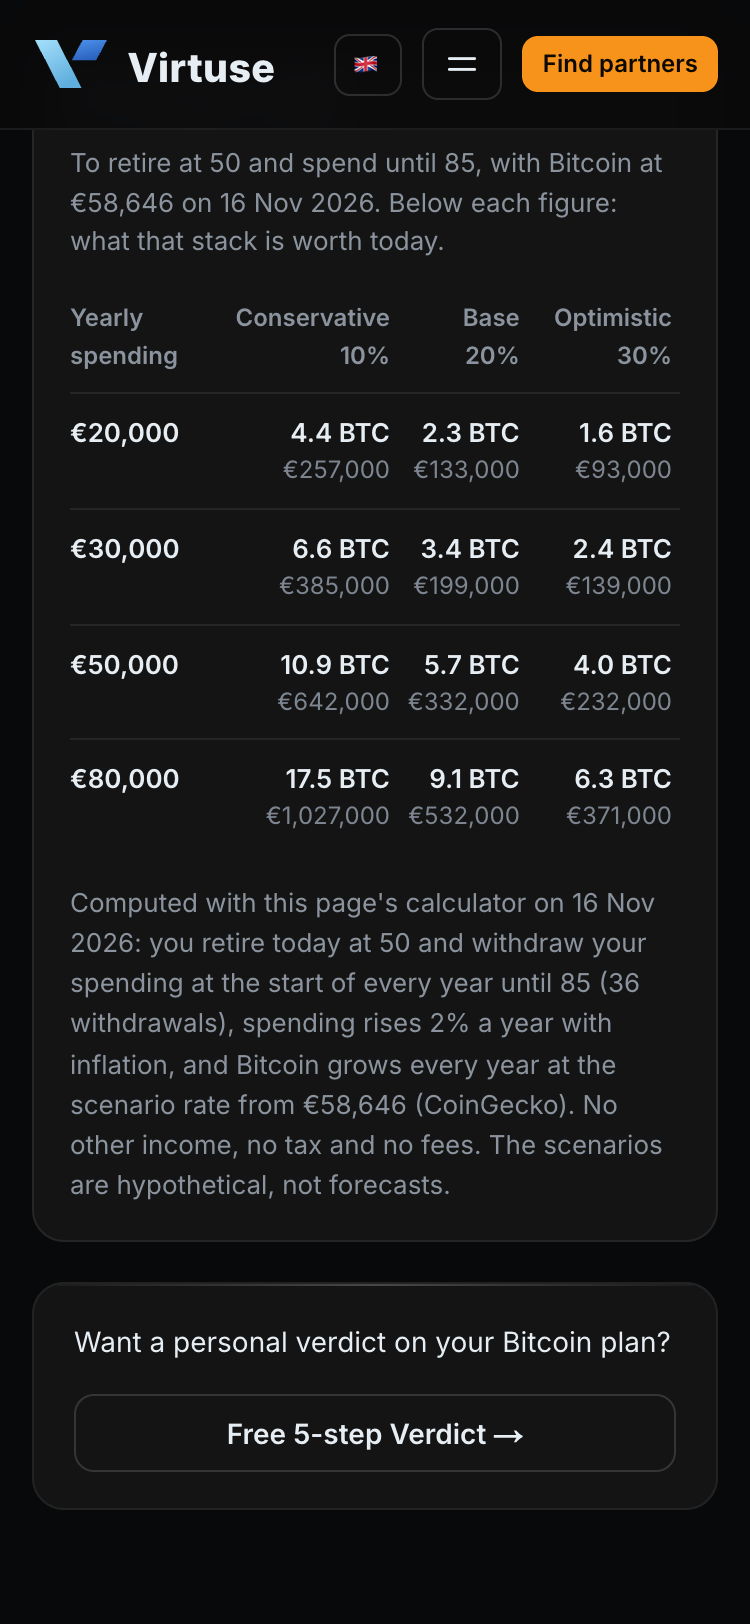 Virtuse
Find partners
To retire at 50 and spend until 85, with Bitcoin at
€58,646 on 16 Nov 2026. Below each figure:
what that stack is worth today.
Yearly spending Conservative 10% Base 20% Optimistic 30%
€20,000 4.4 BTC 2.3 BTC 1.6 BTC
€257,000 €133,000 €93,000
€30,000 6.6 BTC 3.4 BTC 2.4 BTC
€385,000 €199,000 €139,000
€50,000 10.9 BTC 5.7 BTC 4.0 BTC
€642,000 €332,000 €232,000
€80,000 17.5 BTC 9.1 BTC 6.3 BTC
€1,027,000 €532,000 €371,000
Computed with this page's calculator on 16 Nov
2026: you retire today at 50 and withdraw your
spending at the start of every year until 85 (36
withdrawals), spending rises 2% a year with
inflation, and Bitcoin grows every year at the
scenario rate from €58,646 (CoinGecko). No
other income, no tax and no fees. The scenarios
are hypothetical, not forecasts.
Want a personal verdict on your Bitcoin plan?
Free 5-step Verdict →